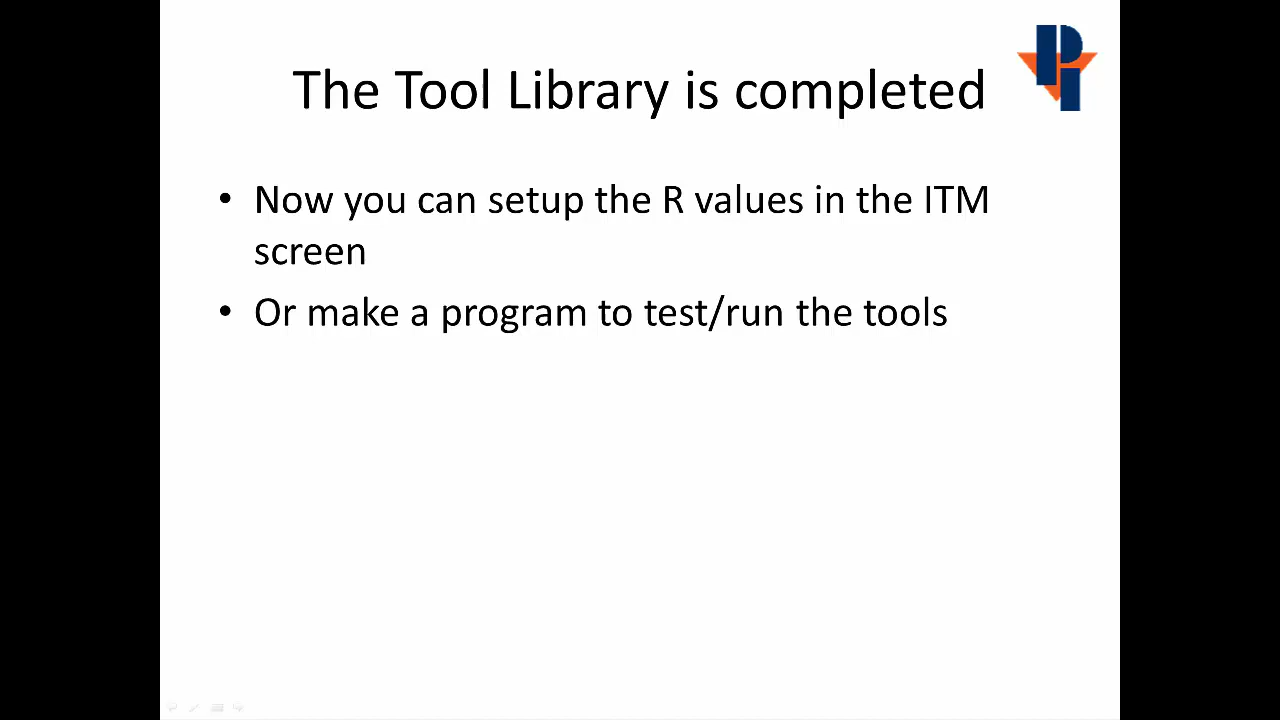 The Tool Library is completed
• Now you can setup the R values in the ITM
screen
• Or make a program to test/run the tools